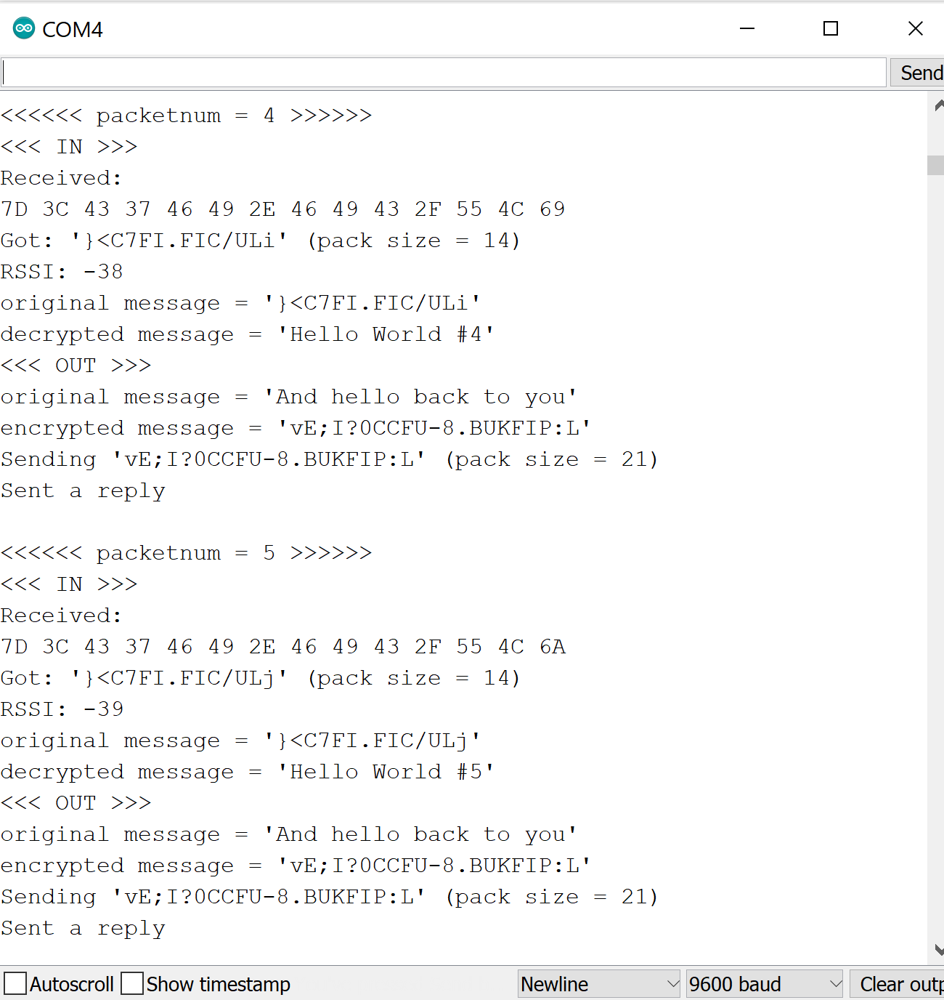 COM4
Send
<<<<<< packetnum = 4 >>>>>>
<<< IN >>>
Received:
7D 3C 43 37 46 49 2E 46 49 43 2F 55 4C 69
Got: '}<C7FI.FIC/ULi' (pack size = 14)
RSSI: -38
original message = '}<C7FI.FIC/ULi'
decrypted message = 'Hello World #4'
<<< OUT >>>
original message = 'And hello back to you'
encrypted message = 'vE;I?0CCFU-8.BUKFIP:L'
Sending 'vE;I?0CCFU-8.BUKFIP:L' (pack size = 21)
Sent a reply
<<<<<< packetnum = 5 >>>>>>
<<< IN >>>
Received:
7D 3C 43 37 46 49 2E 46 49 43 2F 55 4C 6A
Got: '}<C7FI.FIC/ULj' (pack size = 14)
RSSI: -39
original message = '}<C7FI.FIC/ULj'
decrypted message = 'Hello World #5'
<<< OUT >>>
original message = 'And hello back to you'
encrypted message = 'vE;I?0CCFU-8.BUKFIP:L'
Sending 'vE;I?0CCFU-8.BUKFIP:L' (pack size = 21)
Sent a reply
Autoscroll Show timestamp Newline 9600 baud Clear outp